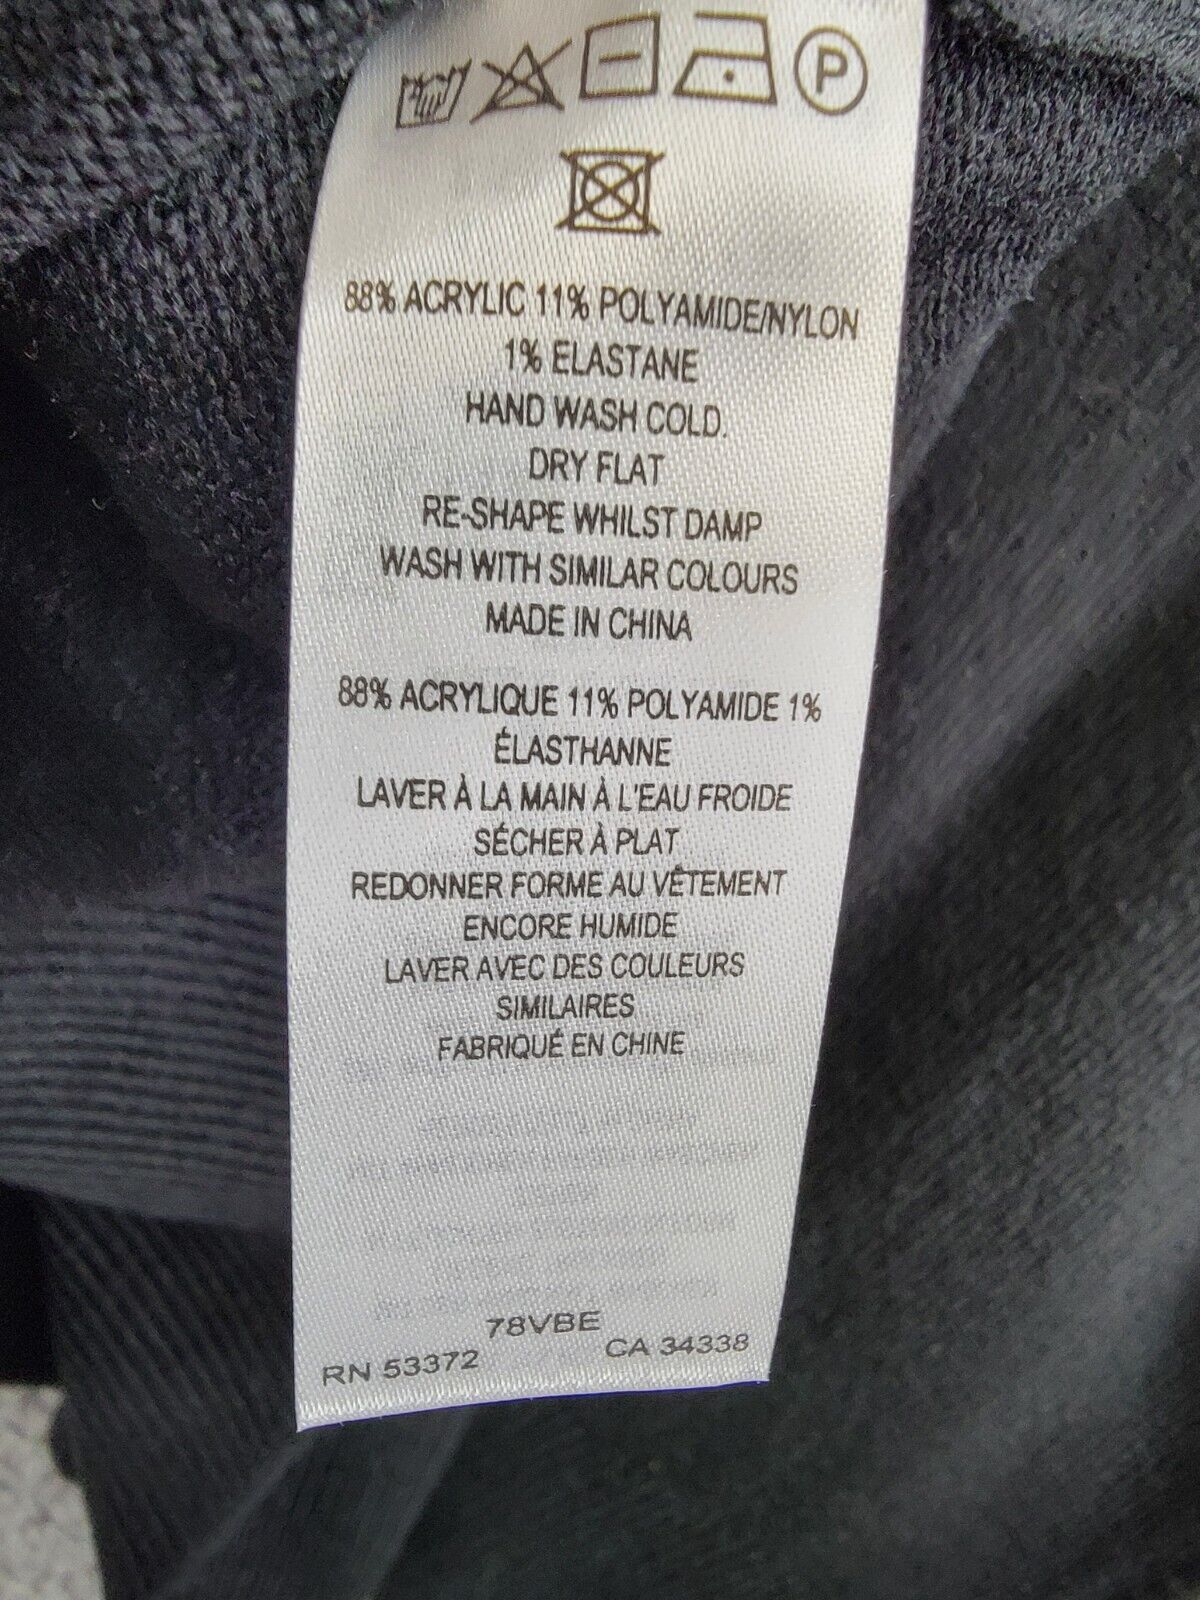 P
88% ACRYLIC 11% POLYAMIDE/NYLON
1% ELASTANE
HAND WASH COLD.
DRY FLAT
RE-SHAPE WHILST DAMP
WASH WITH SIMILAR COLOURS
MADE IN CHINA
88% ACRYLIQUE 11% POLYAMIDE 1%
ÉLASTHANNE
LAVER À LA MAIN À L'EAU FROIDE
SÉCHER À PLAT
REDONNER FORME AU VÊTEMENT
ENCORE HUMIDE
LAVER AVEC DES COULEURS
SIMILAIRES
FABRIQUÉ EN CHINE
78VBE
RN 53372 CA 34338